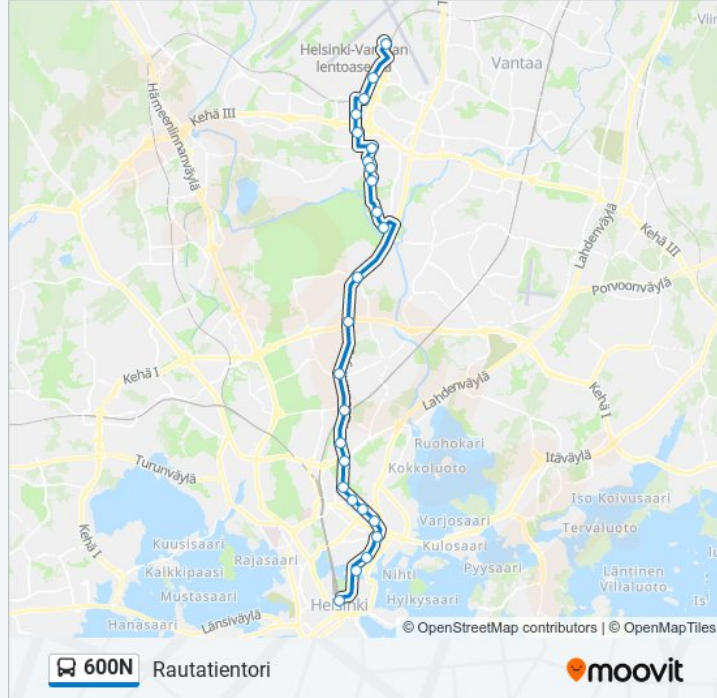 Viin
Helsinki-Vantaan
lentoasema
Vantaa
Hämeenlinnanväylä
Kehä III
Lahdenväylä
Kehä III
Porvoonväylä
Kehä I
Lahdenväylä
Kehä I
Ruohokari
Kokkoluoto
Turunväylä
Itäväylä
Iso Koivusaari
Varjosaari
Tervaluoto
Kehä I
Kuusisaari
Rajasaari
Kulosaari
Pyysaari
Kalkkipaasi
Nihti
Läntinen
Villaluoto
Mustasaari
Hylkysaari
Helsinki
Is
Hanasaari
Länsiväylä
© OpenStreetMap contributors | © OpenMapTiles
600N Rautatientori
moovit